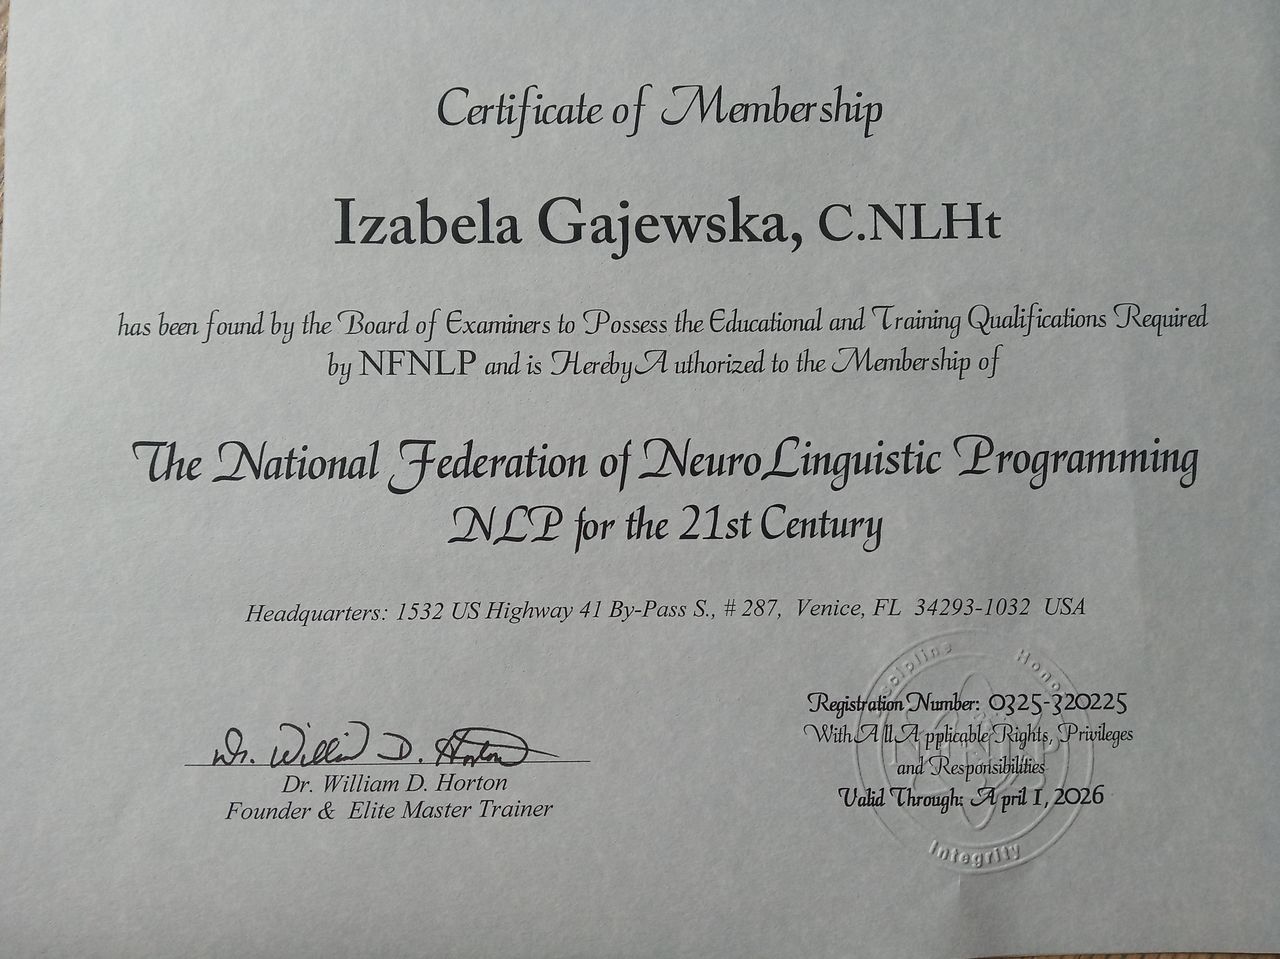 Certificate of Membership
Izabela Gajewska, C.NLHt
has been found by the Board of Examiners to Possess the Educational and Training Qualifications Required
by NFNLP and is Hereby Authorized to the Membership of
The National Federation of NeuroLinguistic Programming
NLP for the 21st Century
Headquarters: 1532 US Highway 41 By-Pass S., # 287, Venice, FL 34293-1032 USA
Dr. William D. Horton
Dr. William D. Horton
Founder & Elite Master Trainer
Registration Number: 0325-320225
With All Applicable Rights, Privileges
and Responsibilities
Valid Through: April 1, 2026
Honor
Integrity